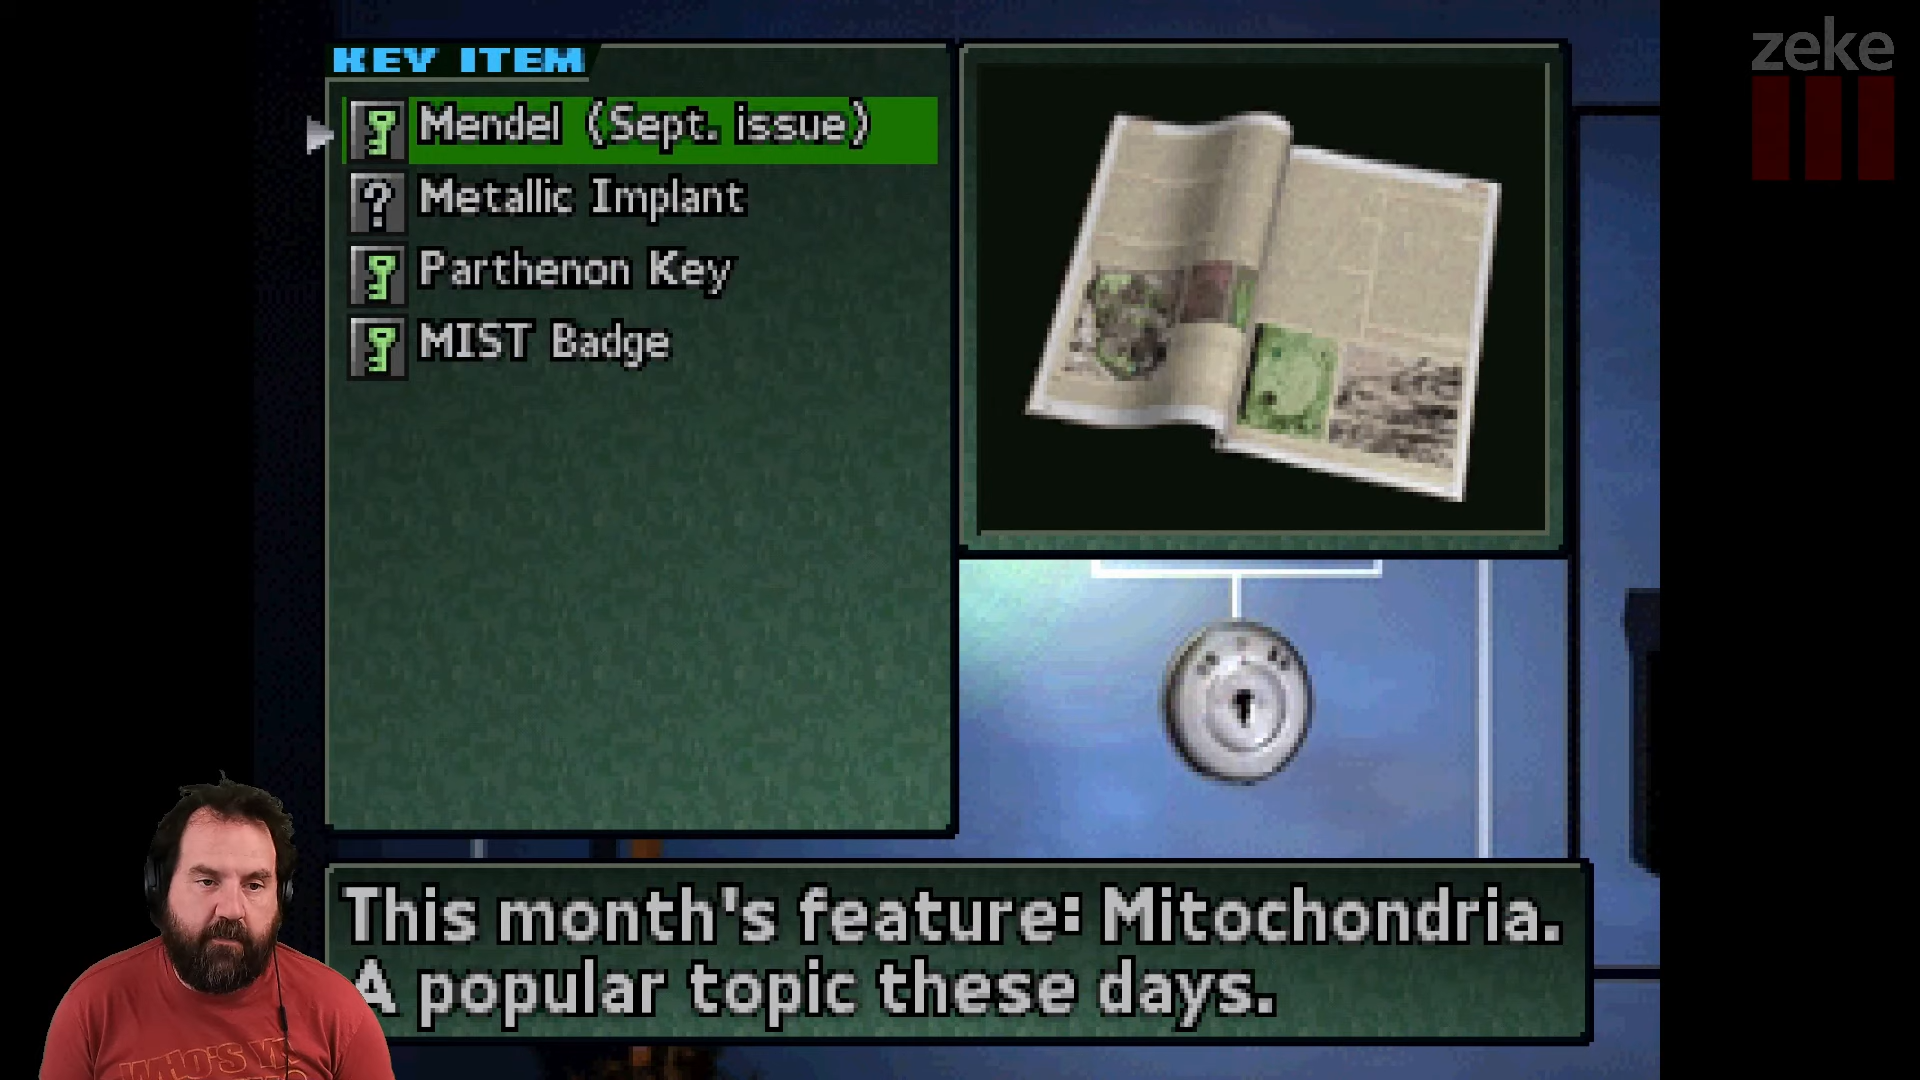 zeke
KEY ITEM
Mendel (Sept. issue)
Metallic Implant
Parthenon Key
MIST Badge
This month's feature: Mitochondria.
A popular topic these days.
WHO'S